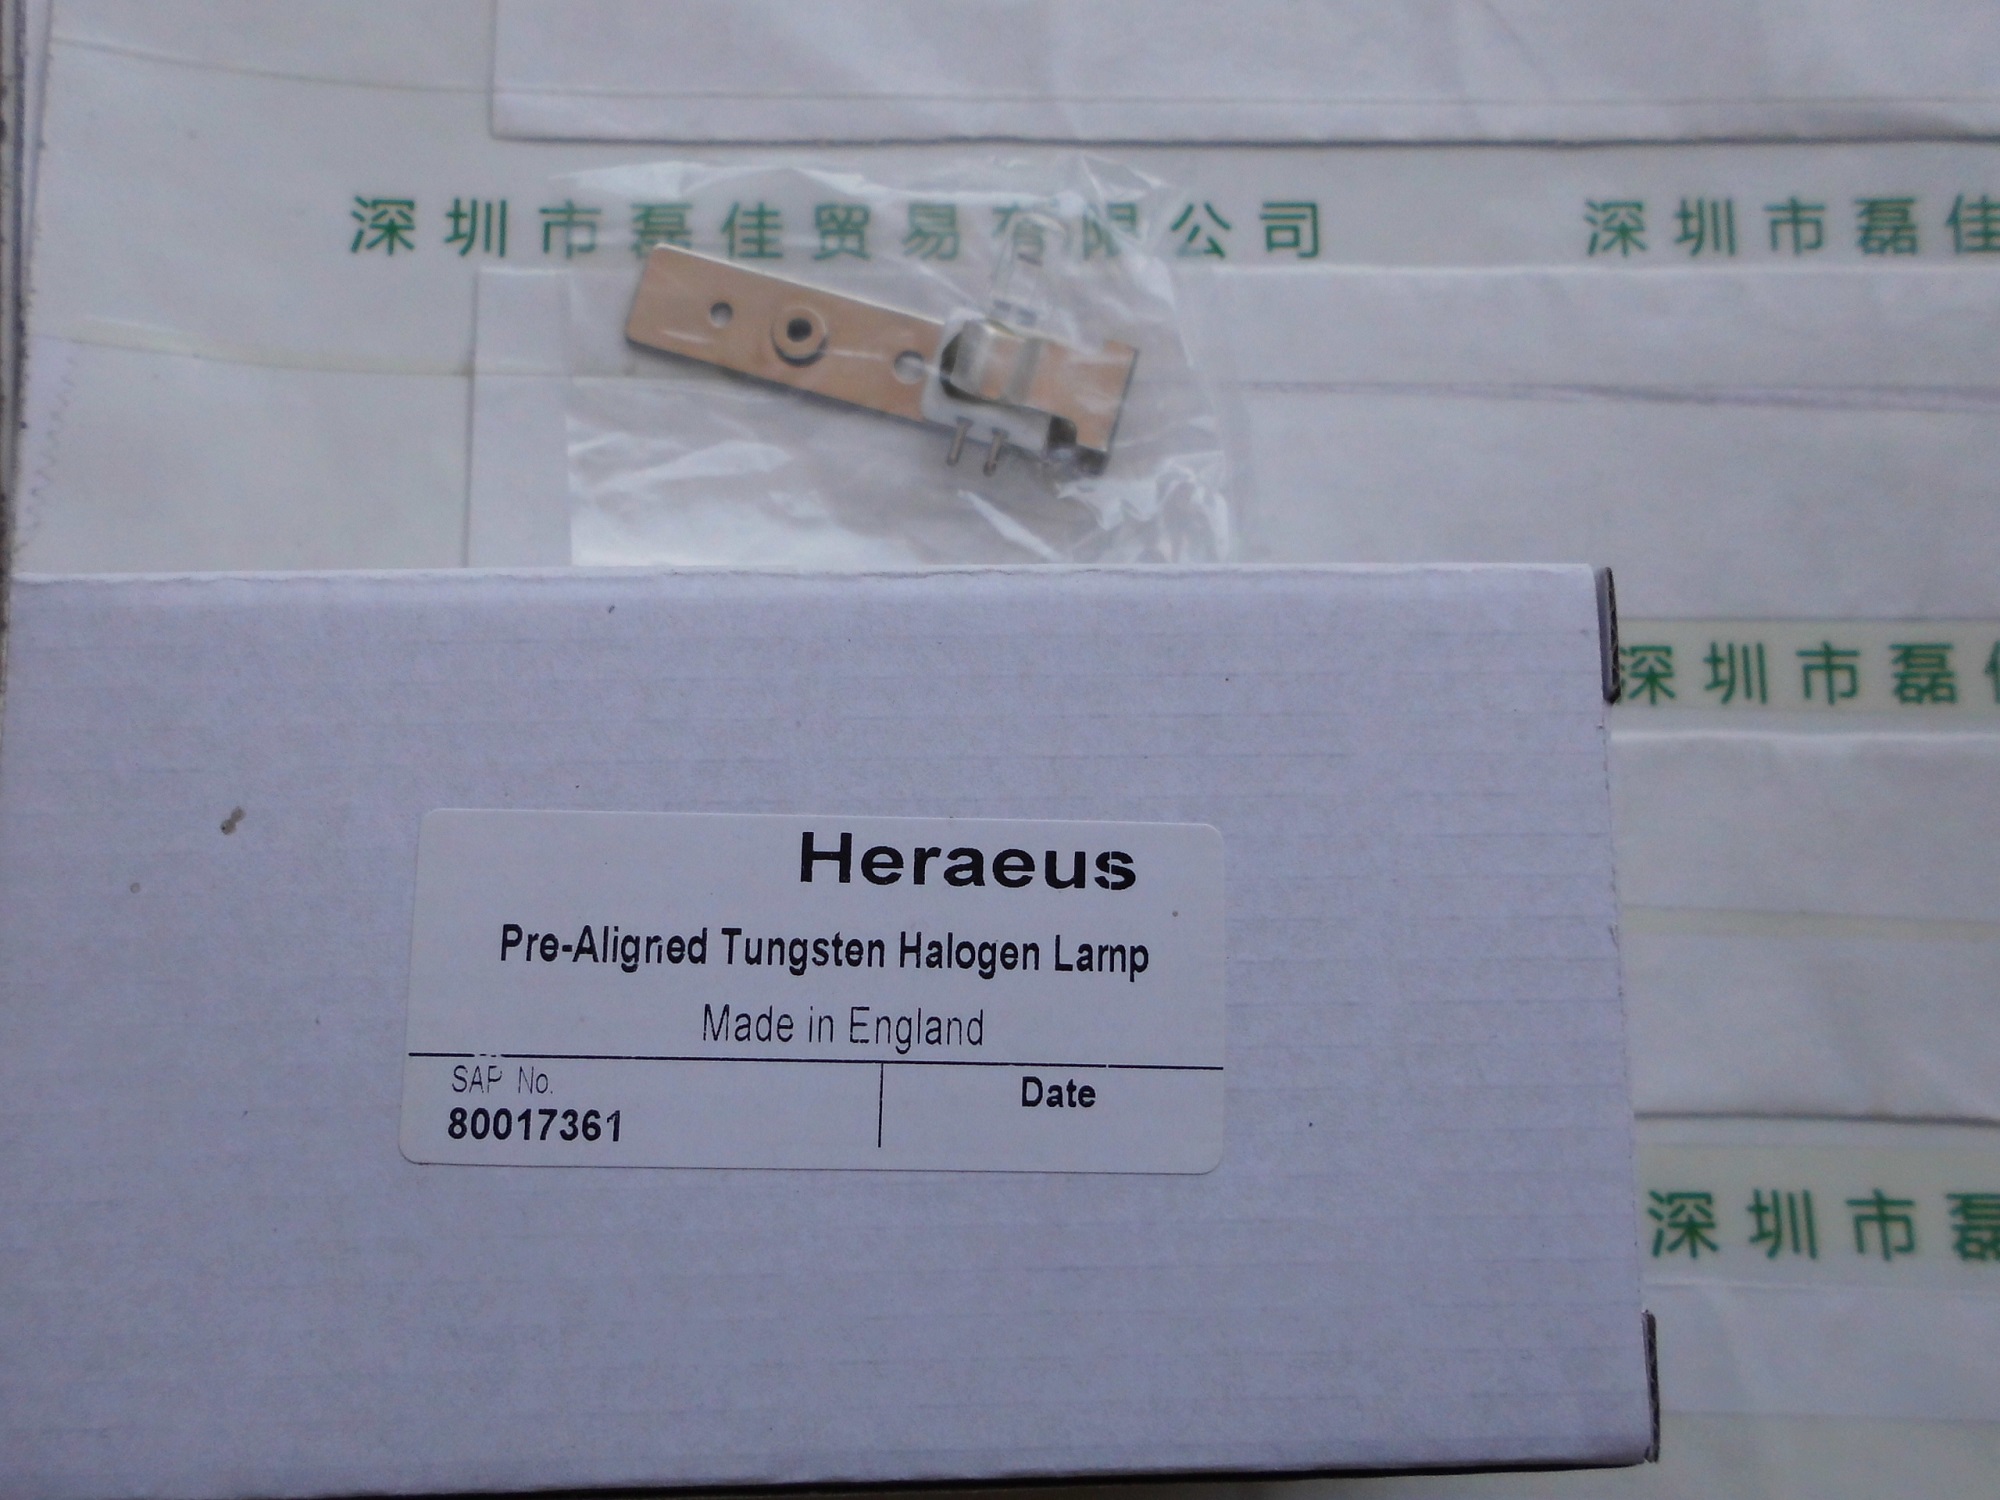 深圳市磊佳贸易有限公司 深圳市磊佳
深圳市磊
Heraeus
Pre-Aligned Tungsten Halogen Lamp
Made in England
SAP No.
80017361
Date
深圳市磊